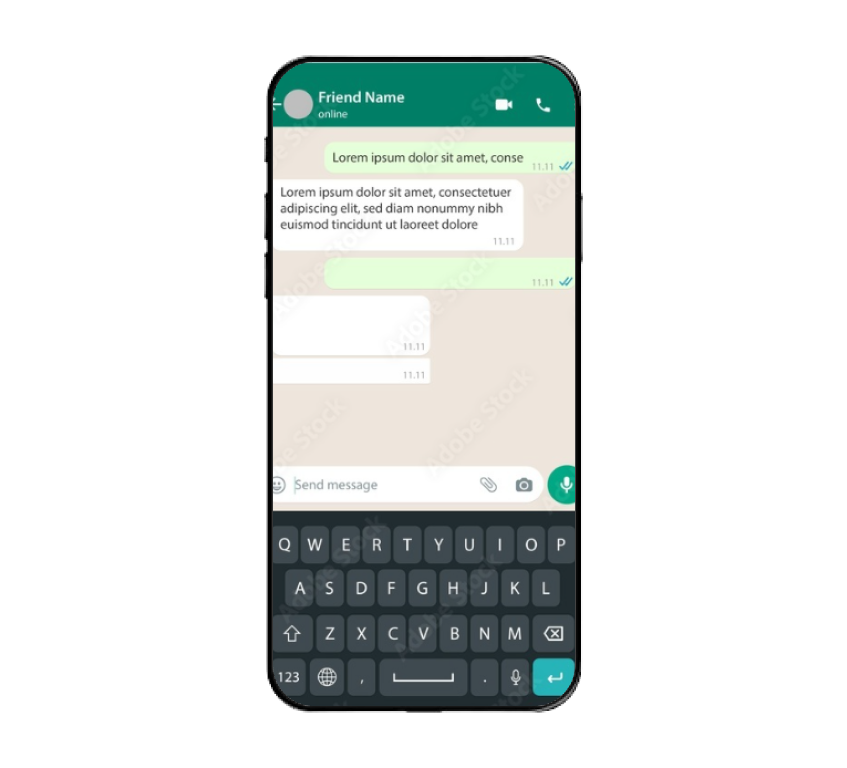 Friend Name
online
Lorem ipsum dolor sit amet, conse
11.11
Lorem ipsum dolor sit amet, consectetuer
adipiscing elit, sed diam nonummy nibh
euismod tincidunt ut laoreet dolore
11.11
11.11
11.11
11.11
Send message
Q W E R T Y U I O P
A S D F G H J K L
Z X C V B N M
123 , .
Adobe Stock